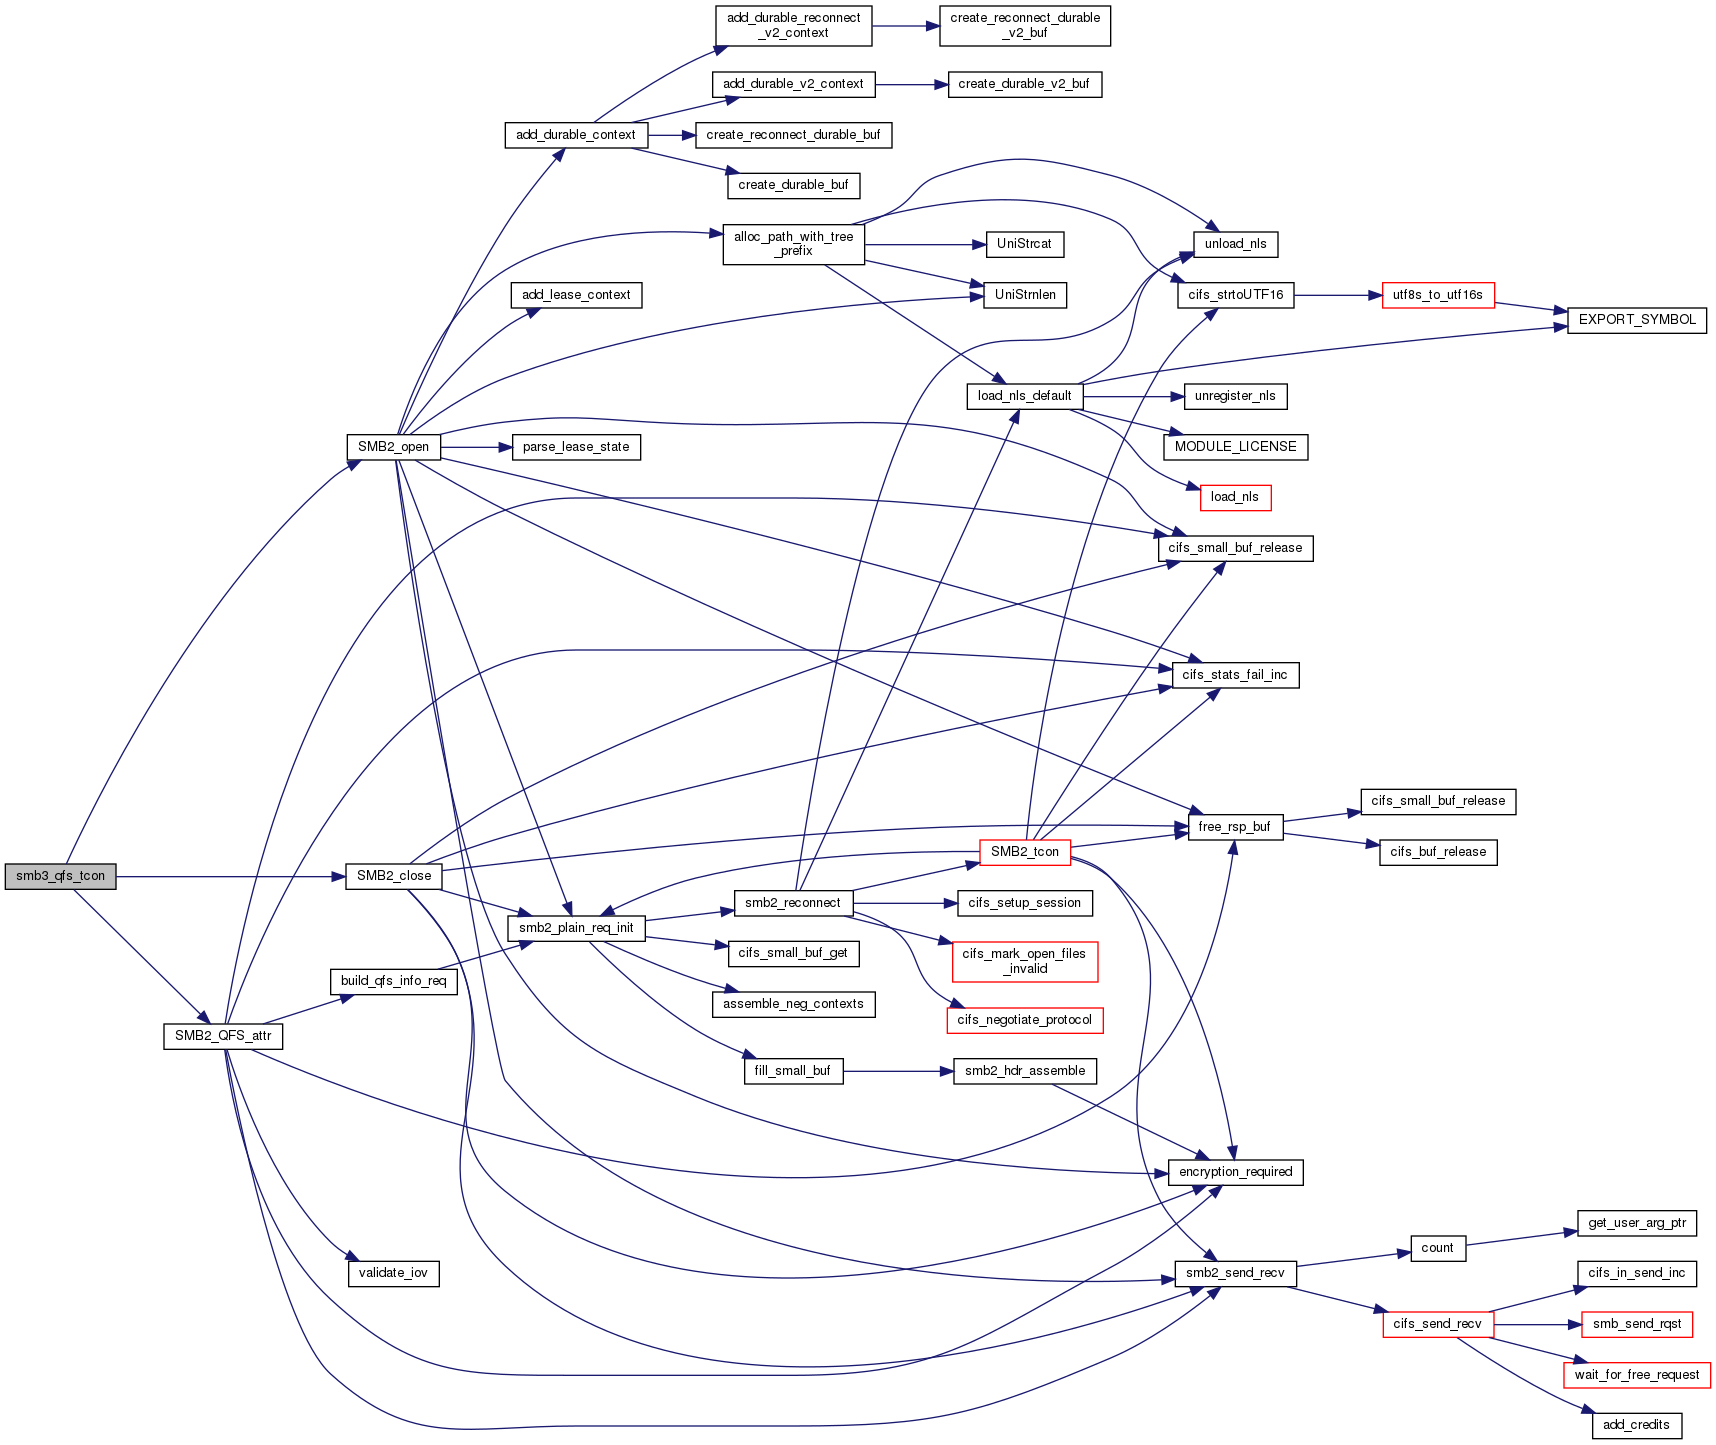 add_durable_reconnect
_v2_context
create_reconnect_durable
_v2_buf
add_durable_v2_context
create_durable_v2_buf
add_durable_context
create_reconnect_durable_buf
create_durable_buf
alloc_path_with_tree
_prefix
UniStrcat
unload_nls
add_lease_context
UniStrnlen
cifs_strtoUTF16
utf8s_to_utf16s
EXPORT_SYMBOL
load_nls_default
unregister_nls
SMB2_open
parse_lease_state
MODULE_LICENSE
load_nls
cifs_small_buf_release
cifs_stats_fail_inc
cifs_small_buf_release
free_rsp_buf
SMB2_tcon
cifs_buf_release
smb3_qfs_tcon
SMB2_close
smb2_reconnect
cifs_setup_session
smb2_plain_req_init
cifs_small_buf_get
cifs_mark_open_files
_invalid
build_qfs_info_req
assemble_neg_contexts
cifs_negotiate_protocol
SMB2_QFS_attr
fill_small_buf
smb2_hdr_assemble
encryption_required
get_user_arg_ptr
count
validate_iov
smb2_send_recv
cifs_in_send_inc
cifs_send_recv
smb_send_rqst
wait_for_free_request
add_credits